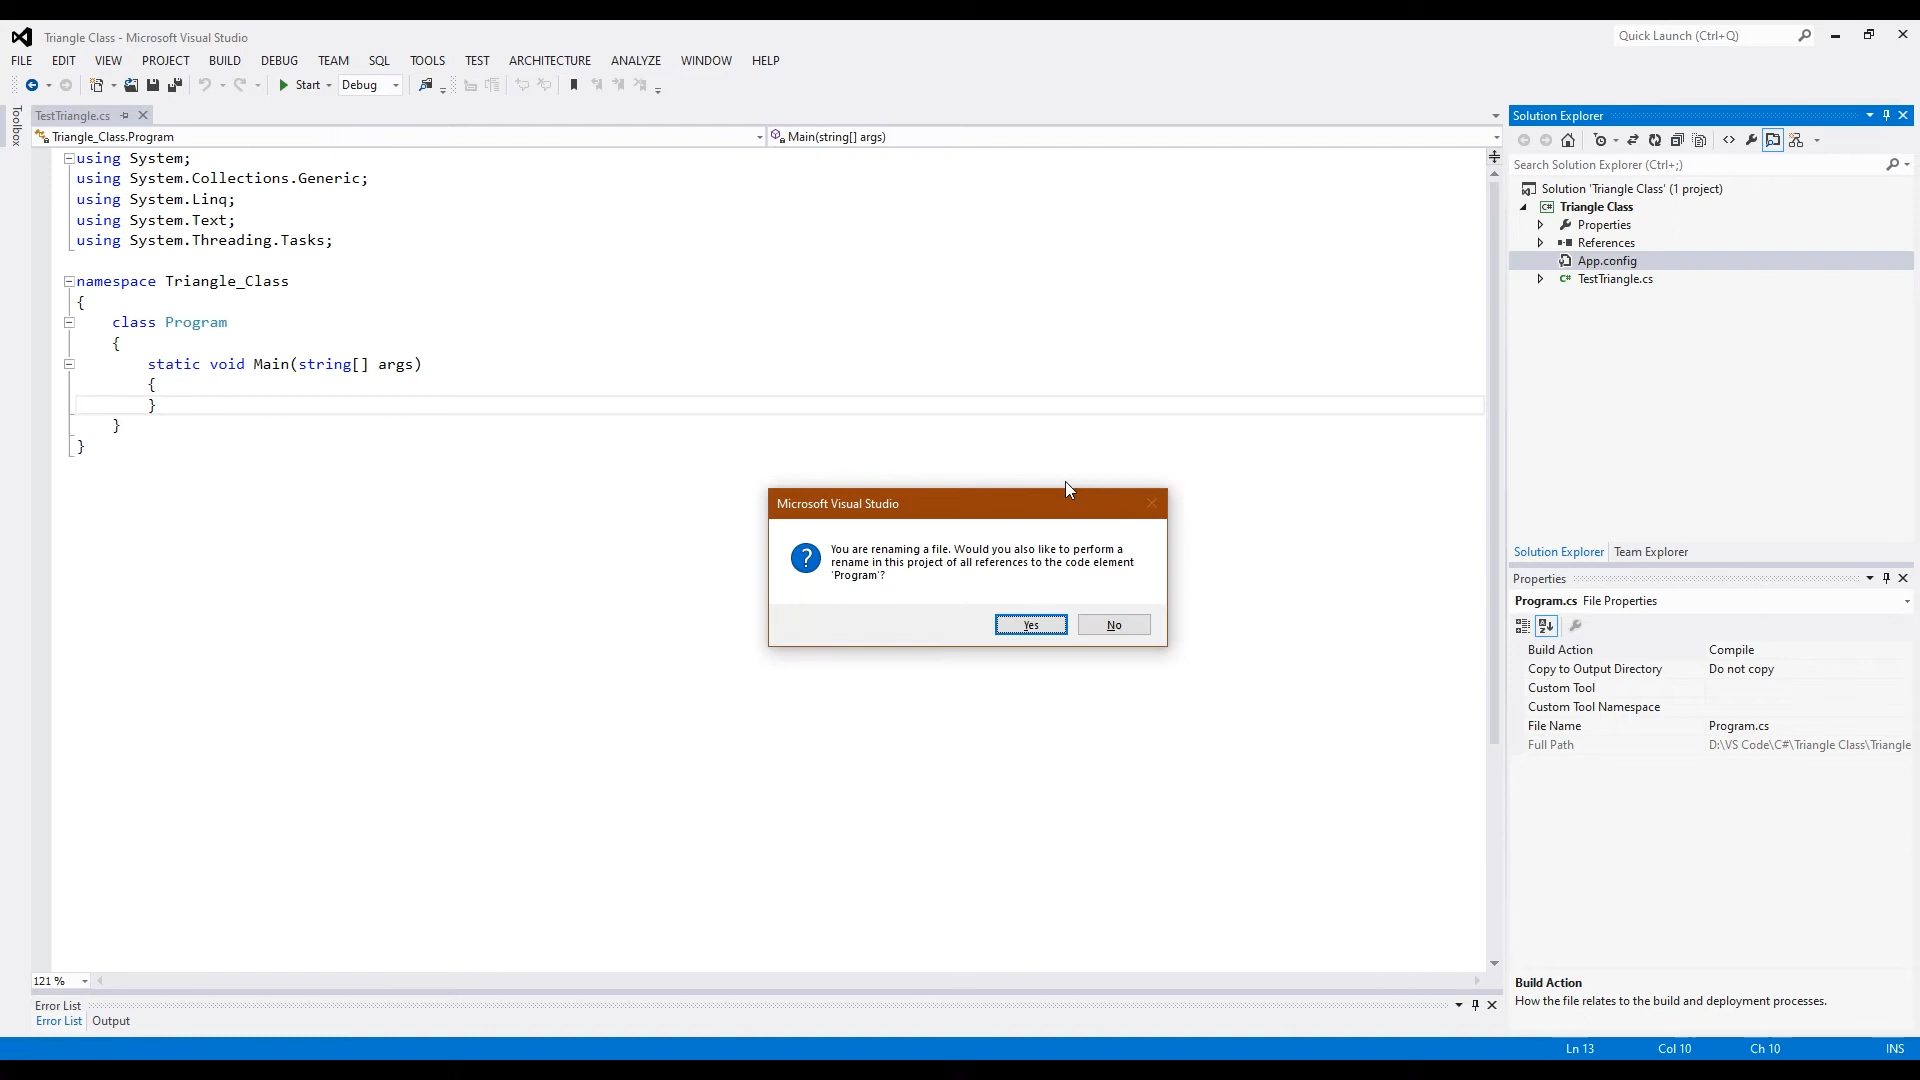 Triangle Class - Microsoft Visual Studio
Quick Launch (Ctrl+Q)
FILE EDIT VIEW PROJECT BUILD DEBUG TEAM SQL TOOLS TEST ARCHITECTURE ANALYZE WINDOW HELP
Start Debug
Toolbox
TestTriangle.cs
Triangle_Class.Program
Main(string[] args)
using System;
using System.Collections.Generic;
using System.Linq;
using System.Text;
using System.Threading.Tasks;
namespace Triangle_Class
{
class Program
{
static void Main(string[] args)
{
}
}
}
Microsoft Visual Studio
You are renaming a file. Would you also like to perform a
rename in this project of all references to the code element
'Program'?
Yes No
121 %
Error List
Error List Output
Solution Explorer
Search Solution Explorer (Ctrl+;)
Solution 'Triangle Class' (1 project)
C# Triangle Class
Properties
References
App.config
C# TestTriangle.cs
Solution Explorer Team Explorer
Properties
Program.cs File Properties
Build Action Compile
Copy to Output Directory Do not copy
Custom Tool
Custom Tool Namespace
File Name Program.cs
Full Path D:\VS Code\C#\Triangle Class\Triangle
Build Action
How the file relates to the build and deployment processes.
Ln 13 Col 10 Ch 10 INS